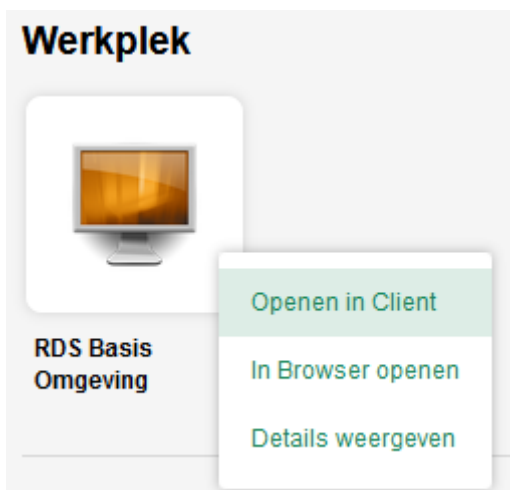 Werkplek
RDS Basis
Omgeving
Openen in Client
In Browser openen
Details weergeven